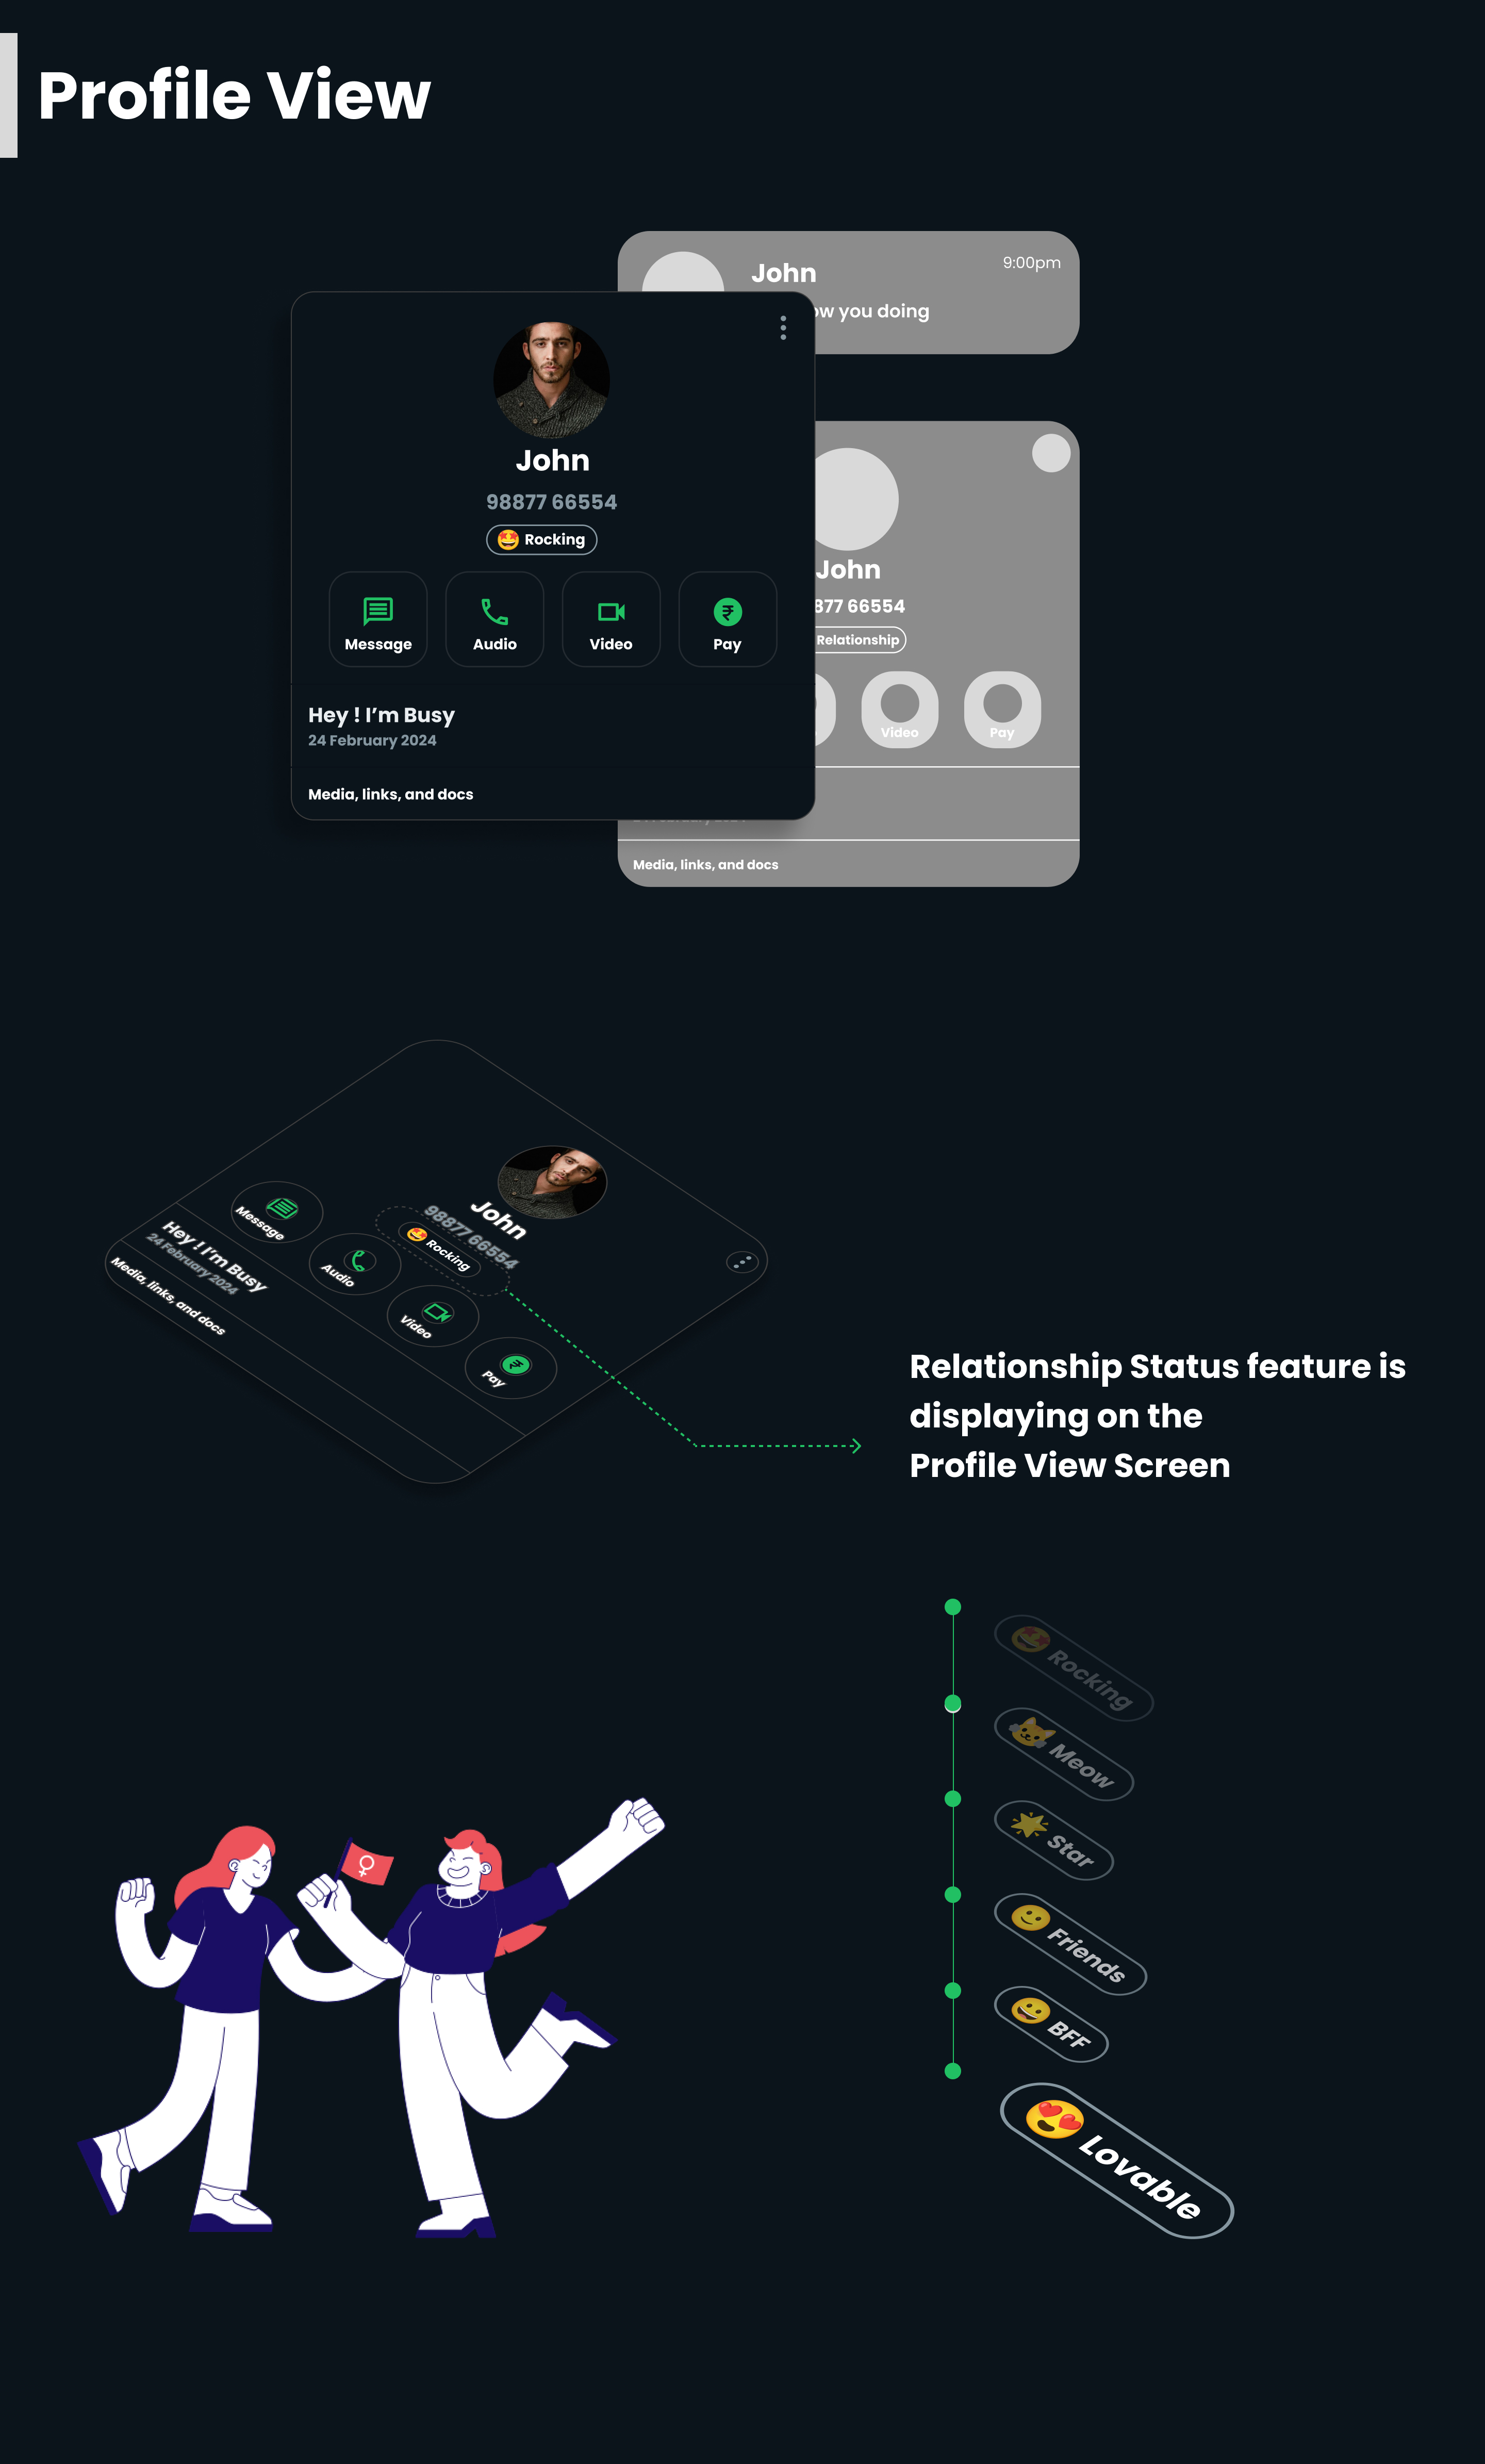 Profile View
John
9:00pm
you doing
John
98877 66554
Rocking
Message
Audio
Video
Pay
Hey ! I’m Busy
24 February 2024
Media, links, and docs
John
877 66554
Relationship
Video
Pay
Media, links, and docs
John
98877 66554
Rocking
Message
Audio
Video
Pay
Hey ! I’m Busy
24 February 2024
Media, links, and docs
Relationship Status feature is
displaying on the
Profile View Screen
Rocking
Meow
Star
Friends
BFF
Lovable